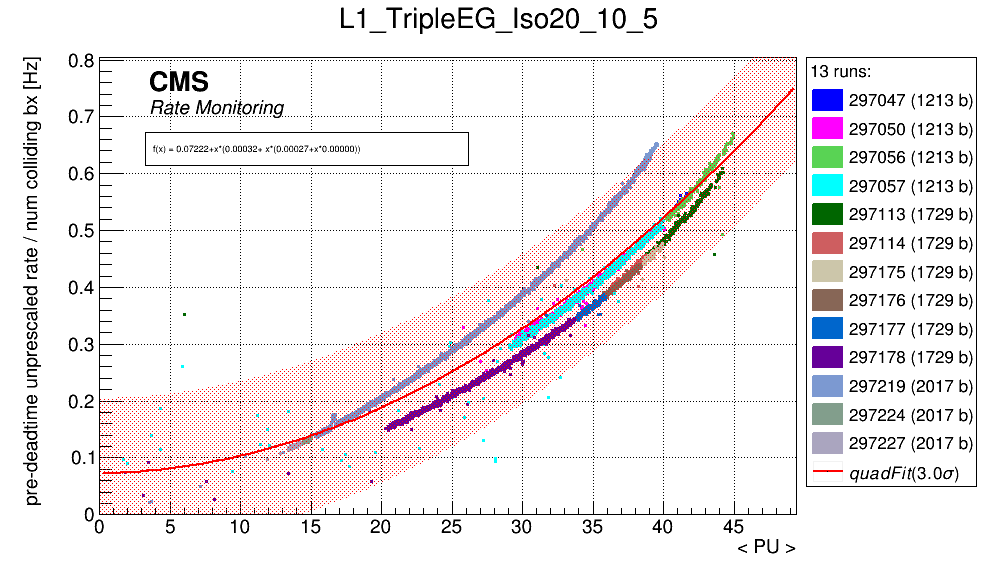 L1_TripleEG_Iso20_10_5
pre-deadtime unprescaled rate / num colliding bx [Hz]
CMS
Rate Monitoring
f(x) = 0.07222+x*(0.00032+ x*(0.00027+x*0.00000))
0.8
0.7
0.6
0.5
0.4
0.3
0.2
0.1
0
0 5 10 15 20 25 30 35 40 45
< PU >
13 runs:
297047 (1213 b)
297050 (1213 b)
297056 (1213 b)
297057 (1213 b)
297113 (1729 b)
297114 (1729 b)
297175 (1729 b)
297176 (1729 b)
297177 (1729 b)
297178 (1729 b)
297219 (2017 b)
297224 (2017 b)
297227 (2017 b)
quadFit(3.0σ)